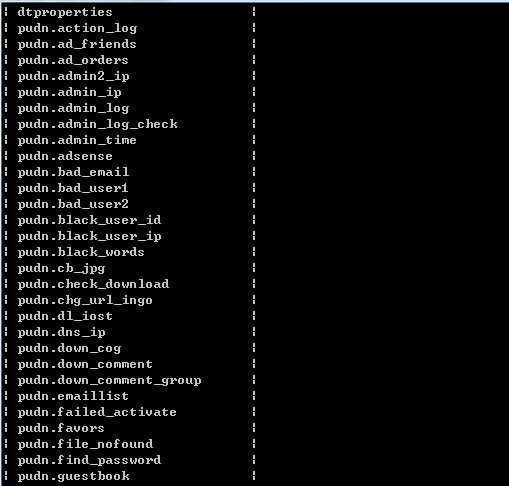 ¦ dtproperties ¦
¦ pudn.action_log ¦
¦ pudn.ad_friends ¦
¦ pudn.ad_orders ¦
¦ pudn.admin2_ip ¦
¦ pudn.admin_ip ¦
¦ pudn.admin_log ¦
¦ pudn.admin_log_check ¦
¦ pudn.admin_time ¦
¦ pudn.adsense ¦
¦ pudn.bad_email ¦
¦ pudn.bad_user1 ¦
¦ pudn.bad_user2 ¦
¦ pudn.black_user_id ¦
¦ pudn.black_user_ip ¦
¦ pudn.black_words ¦
¦ pudn.cb_jpg ¦
¦ pudn.check_download ¦
¦ pudn.chg_url_ingo ¦
¦ pudn.dl_iost ¦
¦ pudn.dns_ip ¦
¦ pudn.down_cog ¦
¦ pudn.down_comment ¦
¦ pudn.down_comment_group ¦
¦ pudn.emaillist ¦
¦ pudn.failed_activate ¦
¦ pudn.favors ¦
¦ pudn.file_nofound ¦
¦ pudn.find_password ¦
¦ pudn.guestbook ¦